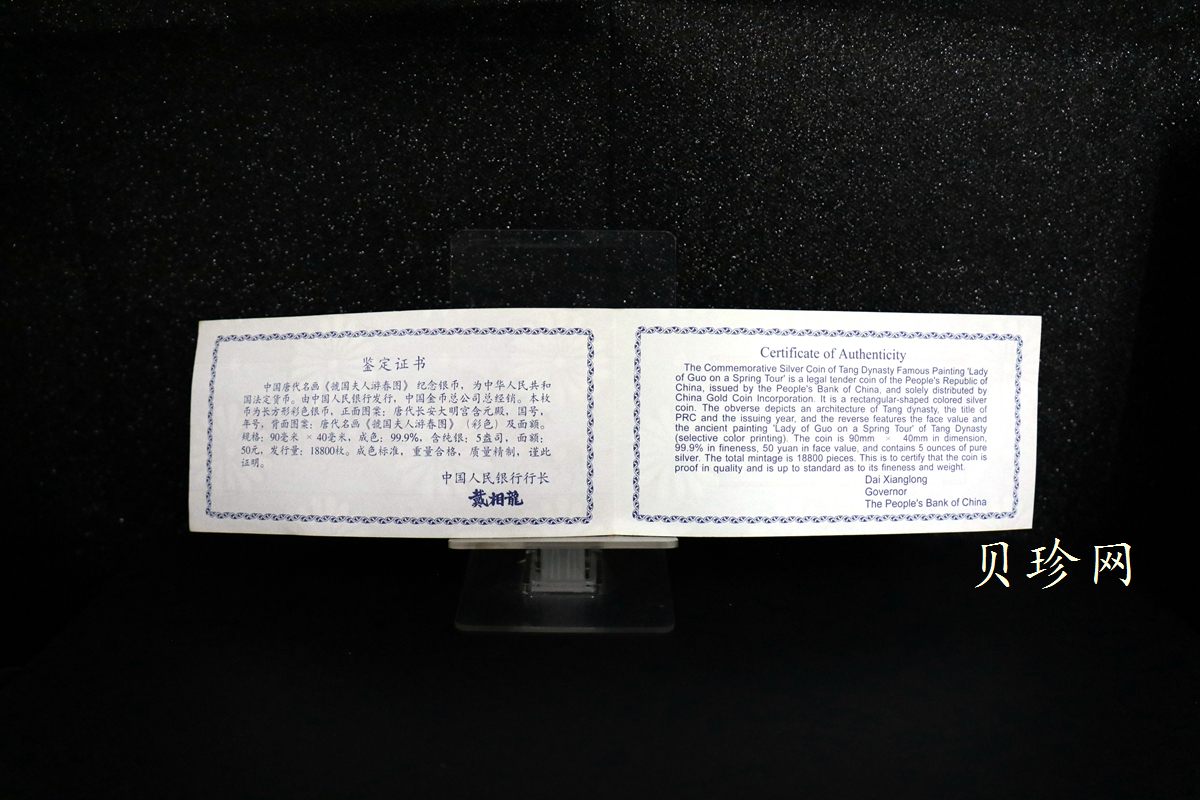 鉴定证书
中国唐代名画《虢国夫人游春图》纪念银币，为中华人民共和
国法定货币。由中国人民银行发行，中国金币总公司总经销。本枚
币为长方形彩色银币，正面图案：唐代长安大明宫含元殿，国号，
年号，背面图案：唐代名画《虢国夫人游春图》（彩色）及面额。
规格：90毫米 ×40毫米，成色：99.9%，含纯银：5盎司，面额：
50元，发行量：18800枚。成色标准，重量合格，质量精制，谨此
证明。
中国人民银行行长
戴相龍
Certificate of Authenticity
The Commemorative Silver Coin of Tang Dynasty Famous Painting 'Lady
of Guo on a Spring Tour' is a legal tender coin of the People's Republic of
China, issued by the People's Bank of China, and solely distributed by
China Gold Coin Incorporation. It is a rectangular-shaped colored silver
coin. The obverse depicts an architecture of Tang dynasty, the title of
PRC and the issuing year, and the reverse features the face value and
the ancient painting 'Lady of Guo on a Spring Tour' of Tang Dynasty
(selective color printing). The coin is 90mm × 40mm in dimension,
99.9% in fineness, 50 yuan in face value, and contains 5 ounces of pure
silver. The total mintage is 18800 pieces. This is to certify that the coin is
proof in quality and is up to standard as to its fineness and weight.
Dai Xianglong
Governor
The People's Bank of China
贝珍网